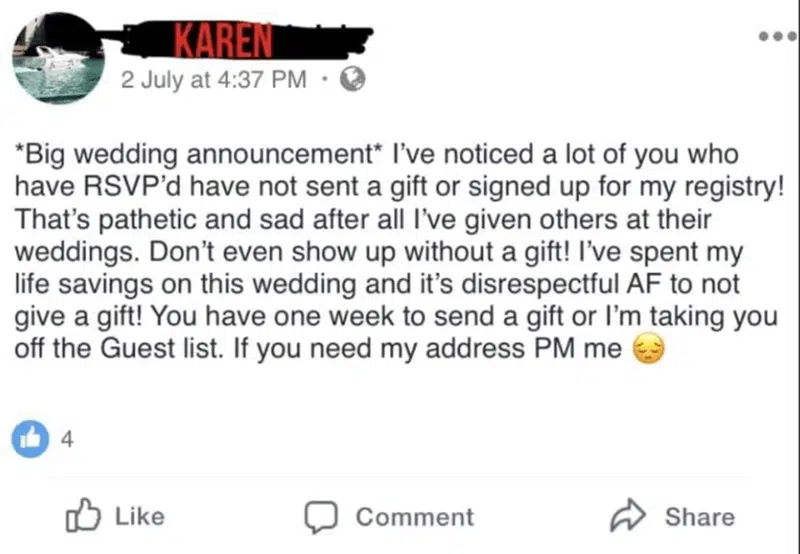 KAREN
2 July at 4:37 PM ·
*Big wedding announcement* I’ve noticed a lot of you who
have RSVP’d have not sent a gift or signed up for my registry!
That’s pathetic and sad after all I’ve given others at their
weddings. Don’t even show up without a gift! I’ve spent my
life savings on this wedding and it’s disrespectful AF to not
give a gift! You have one week to send a gift or I’m taking you
off the Guest list. If you need my address PM me 😔
4
Like Comment Share